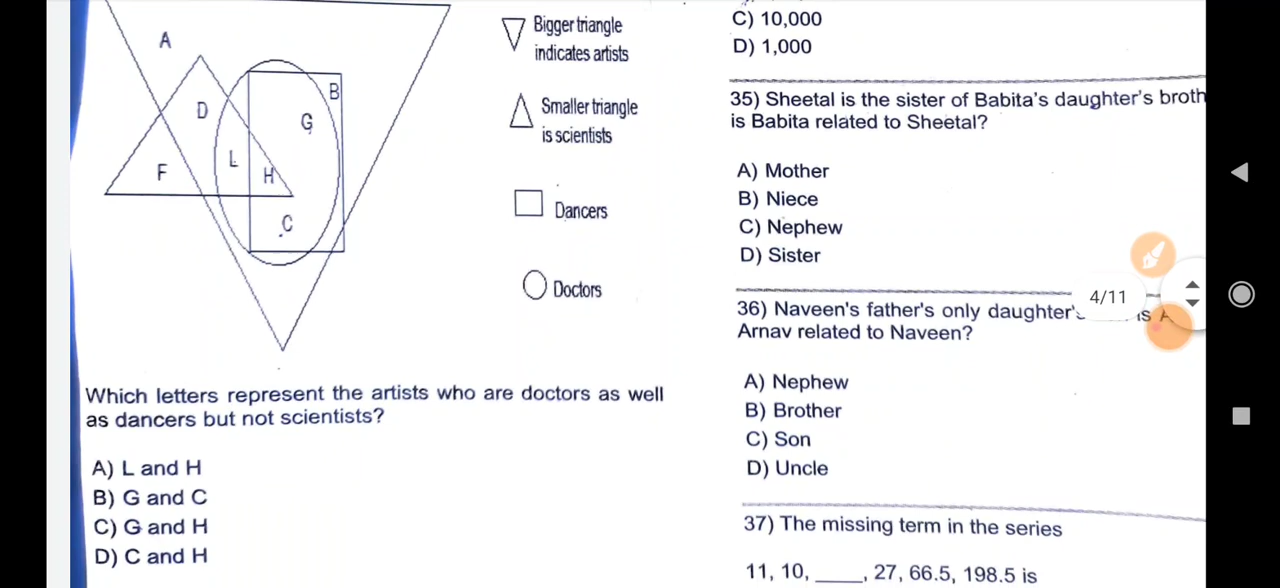 A
D
B
G
L
F
H
C
Bigger triangle
indicates artists
Smaller triangle
is scientists
Dancers
Doctors
Which letters represent the artists who are doctors as well
as dancers but not scientists?
A) L and H
B) G and C
C) G and H
D) C and H
C) 10,000
D) 1,000
35) Sheetal is the sister of Babita's daughter's broth
is Babita related to Sheetal?
A) Mother
B) Niece
C) Nephew
D) Sister
4/11
36) Naveen's father's only daughter's is A
Arnav related to Naveen?
A) Nephew
B) Brother
C) Son
D) Uncle
37) The missing term in the series
11, 10, ____, 27, 66.5, 198.5 is